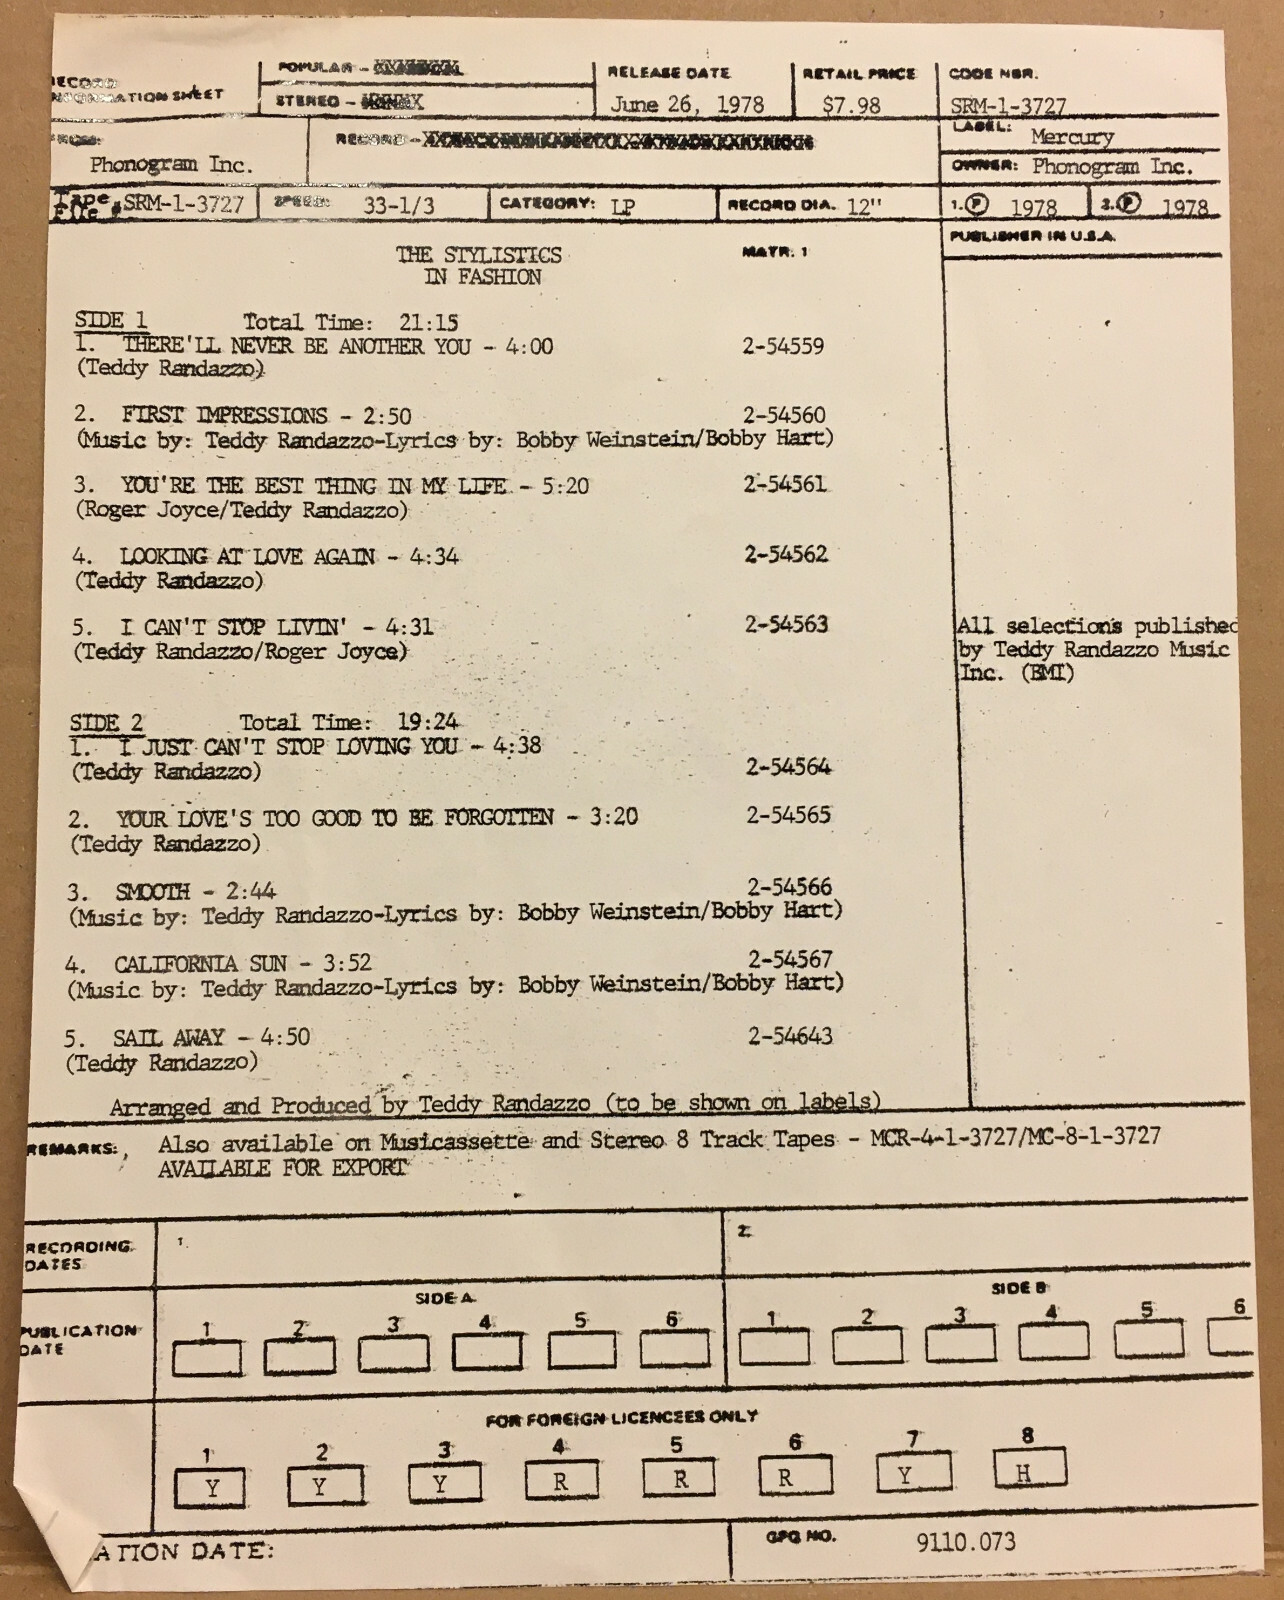 RECORD INFORMATION SHEET
POPULAR -
STEREO -
RELEASE DATE
June 26, 1978
RETAIL PRICE
$7.98
CODE NBR.
SRM-1-3727
FROM:
Phonogram Inc.
RECORD -
LABEL: Mercury
OWNER: Phonogram Inc.
Tape File # SRM-1-3727
SPEED: 33-1/3
CATEGORY: LP
RECORD DIA. 12"
1. Ⓟ 1978
2. Ⓟ 1978
THE STYLISTICS
IN FASHION
MATR. 1
PUBLISHER IN U.S.A.
SIDE 1 Total Time: 21:15
1. THERE'LL NEVER BE ANOTHER YOU - 4:00 2-54559
(Teddy Randazzo)
2. FIRST IMPRESSIONS - 2:50 2-54560
(Music by: Teddy Randazzo-Lyrics by: Bobby Weinstein/Bobby Hart)
3. YOU'RE THE BEST THING IN MY LIFE - 5:20 2-54561
(Roger Joyce/Teddy Randazzo)
4. LOOKING AT LOVE AGAIN - 4:34 2-54562
(Teddy Randazzo)
5. I CAN'T STOP LIVIN' - 4:31 2-54563
(Teddy Randazzo/Roger Joyce)
All selections published
by Teddy Randazzo Music
Inc. (BMI)
SIDE 2 Total Time: 19:24
1. I JUST CAN'T STOP LOVING YOU - 4:38
(Teddy Randazzo) 2-54564
2. YOUR LOVE'S TOO GOOD TO BE FORGOTTEN - 3:20 2-54565
(Teddy Randazzo)
3. SMOOTH - 2:44 2-54566
(Music by: Teddy Randazzo-Lyrics by: Bobby Weinstein/Bobby Hart)
4. CALIFORNIA SUN - 3:52 2-54567
(Music by: Teddy Randazzo-Lyrics by: Bobby Weinstein/Bobby Hart)
5. SAIL AWAY - 4:50 2-54643
(Teddy Randazzo)
Arranged and Produced by Teddy Randazzo (to be shown on labels)
REMARKS: Also available on Musicassette and Stereo 8 Track Tapes - MCR-4-1-3727/MC-8-1-3727
AVAILABLE FOR EXPORT
RECORDING DATES
1.
2.
PUBLICATION DATE
SIDE A
1 2 3 4 5 6
SIDE B
1 2 3 4 5 6
FOR FOREIGN LICENCEES ONLY
1 2 3 4 5 6 7 8
Y Y Y R R R Y H
ATION DATE:
GPG NO. 9110.073